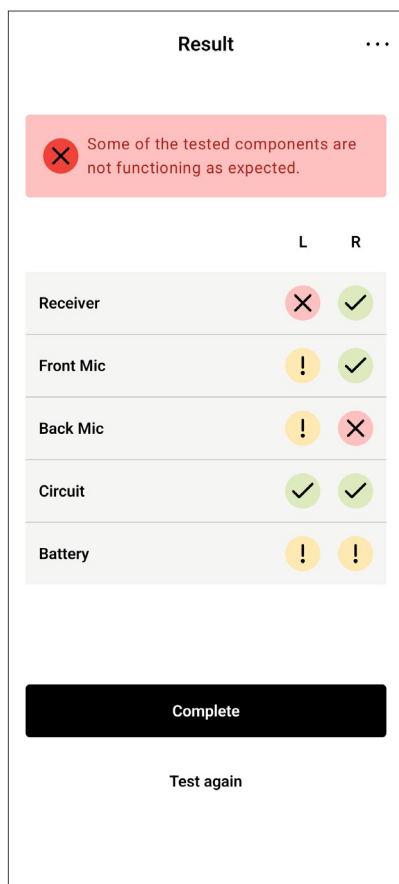 Result
Some of the tested components are
not functioning as expected.
L R
Receiver
Front Mic
Back Mic
Circuit
Battery
Complete
Test again